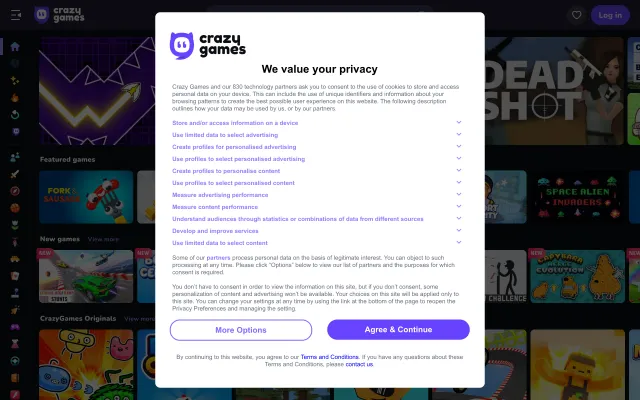 crazy
games
Log in
crazy
games
We value your privacy
Crazy Games and our 830 technology partners ask you to consent to the use of cookies to store and access
personal data on your device. This can include the use of unique identifiers and information about your
browsing patterns to create the best possible user experience on this website. The following description
outlines how your data may be used by us, or by our partners.
Store and/or access information on a device
Use limited data to select advertising
Create profiles for personalised advertising
Use profiles to select personalised advertising
Create profiles to personalise content
Use profiles to select personalised content
Measure advertising performance
Measure content performance
Understand audiences through statistics or combinations of data from different sources
Develop and improve services
Use limited data to select content
Some of our partners process personal data on the basis of legitimate interest. You can object to such
processing at any time. Please click "Options" below to view our list of partners and the purposes for which
consent is required.
You don't have to consent in order to view the information on this site, but if you don't consent, some
personalization of content and advertising won't be available. Your choices on this site will be applied only to
this site. You can change your settings at any time by using the link at the bottom of the page to reopen the
Privacy Preferences and managing the setting.
More Options
Agree & Continue
By continuing to this website, you agree to our Terms and Conditions. If you have any questions about these
Terms and Conditions, please contact us.
DEAD
SHOT
Featured games
FORK N
SAUSAGE
SPACE ALIEN
INVADERS
New games
View more
NEW
NEW
NEW
STUNTS
CHALLENGE
CAPYBARA
EVOLUTION
CrazyGames Originals
View more